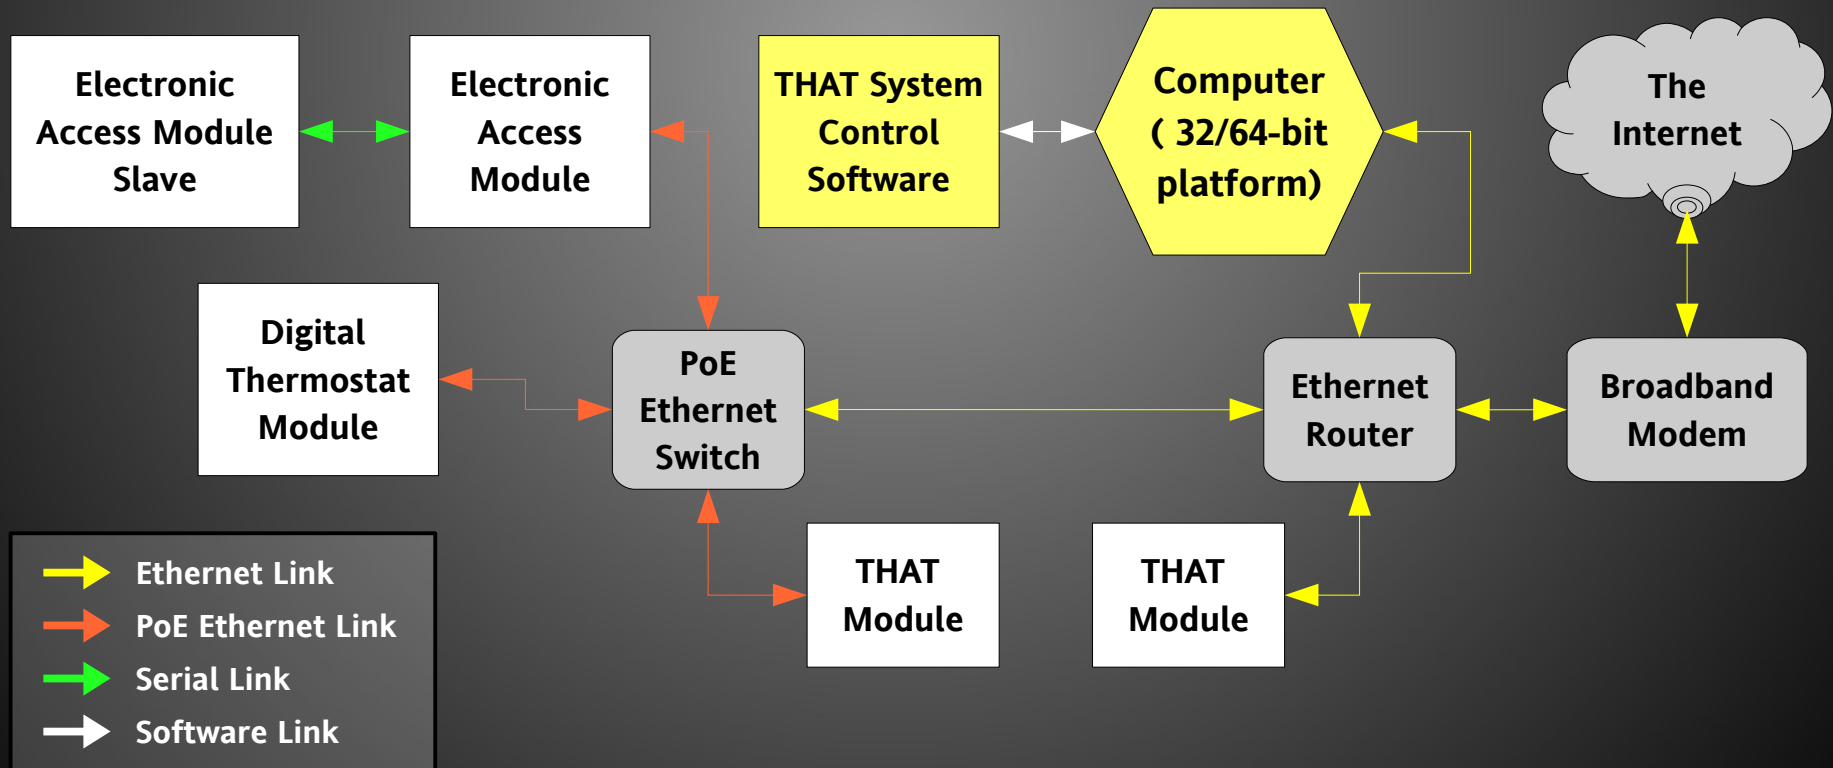 Electronic
Access Module
Slave
Electronic
Access
Module
THAT System
Control
Software
Computer
( 32/64-bit
platform)
The
Internet
Digital
Thermostat
Module
PoE
Ethernet
Switch
Ethernet
Router
Broadband
Modem
THAT
Module
THAT
Module
Ethernet Link
PoE Ethernet Link
Serial Link
Software Link